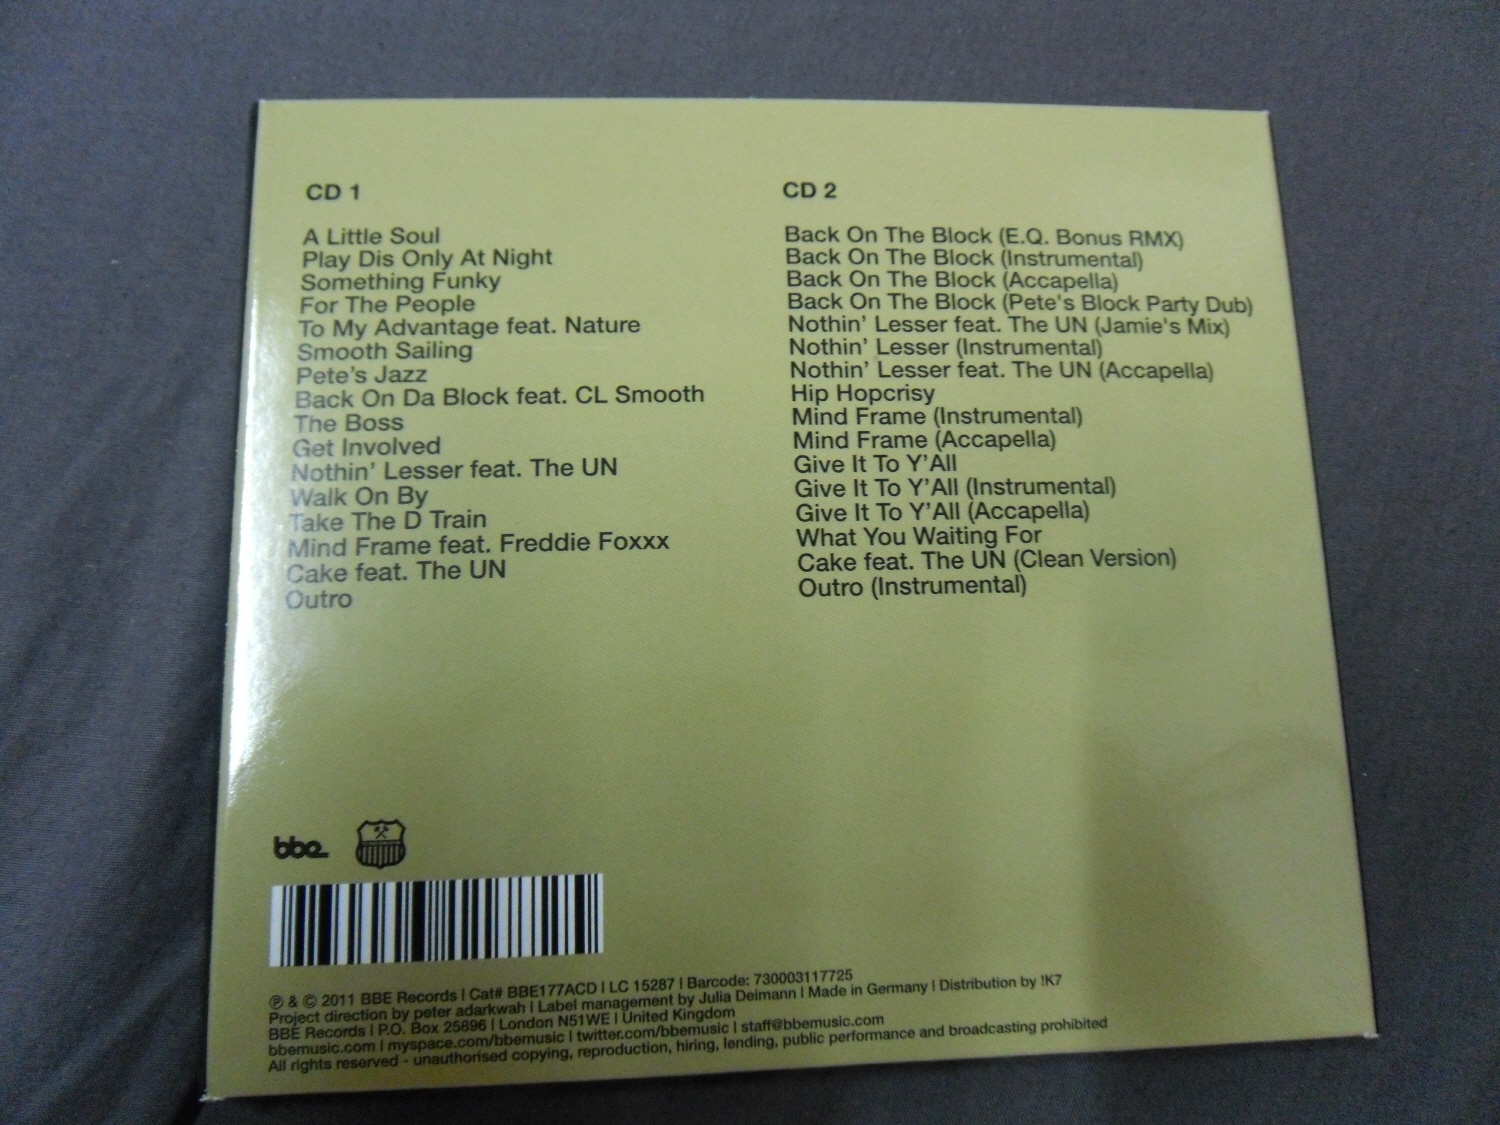 CD 1
A Little Soul
Play Dis Only At Night
Something Funky
For The People
To My Advantage feat. Nature
Smooth Sailing
Pete's Jazz
Back On Da Block feat. CL Smooth
The Boss
Get Involved
Nothin' Lesser feat. The UN
Walk On By
Take The D Train
Mind Frame feat. Freddie Foxxx
Cake feat. The UN
Outro
CD 2
Back On The Block (E.Q. Bonus RMX)
Back On The Block (Instrumental)
Back On The Block (Accapella)
Back On The Block (Pete's Block Party Dub)
Nothin' Lesser feat. The UN (Jamie's Mix)
Nothin' Lesser (Instrumental)
Nothin' Lesser feat. The UN (Accapella)
Hip Hopcrisy
Mind Frame (Instrumental)
Mind Frame (Accapella)
Give It To Y'All
Give It To Y'All (Instrumental)
Give It To Y'All (Accapella)
What You Waiting For
Cake feat. The UN (Clean Version)
Outro (Instrumental)
bbe
℗ & © 2011 BBE Records | Cat# BBE177ACD | LC 15287 | Barcode: 730003117725
Project direction by peter adarkwah | Label management by Julia Deimann | Made in Germany | Distribution by !K7
BBE Records | P.O. Box 25896 | London N51WE | United Kingdom
bbemusic.com | myspace.com/bbemusic | twitter.com/bbemusic | staff@bbemusic.com
All rights reserved - unauthorised copying, reproduction, hiring, lending, public performance and broadcasting prohibited